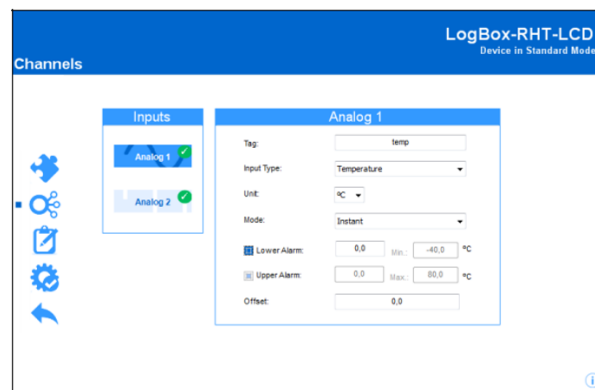 LogBox-RHT-LCD
Device in Standard Mode
Channels
Inputs
Analog 1
Analog 2
Analog 1
Tag: temp
Input Type: Temperature
Unit: ºC
Mode: Instant
Lower Alarm: 0,0 Min.: -40,0 ºC
Upper Alarm: 0,0 Max.: 80,0 ºC
Offset: 0,0
i